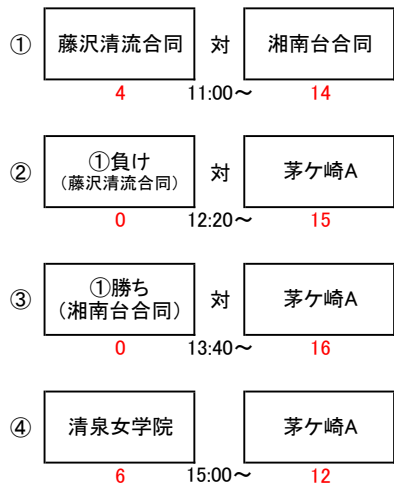 ① 藤沢清流合同 対 湘南台合同
4 11:00～ 14
② ①負け 対 茅ケ崎A
（藤沢清流合同）
0 12:20～ 15
③ ①勝ち 対 茅ケ崎A
（湘南台合同）
0 13:40～ 16
④ 清泉女学院 茅ケ崎A
6 15:00～ 12